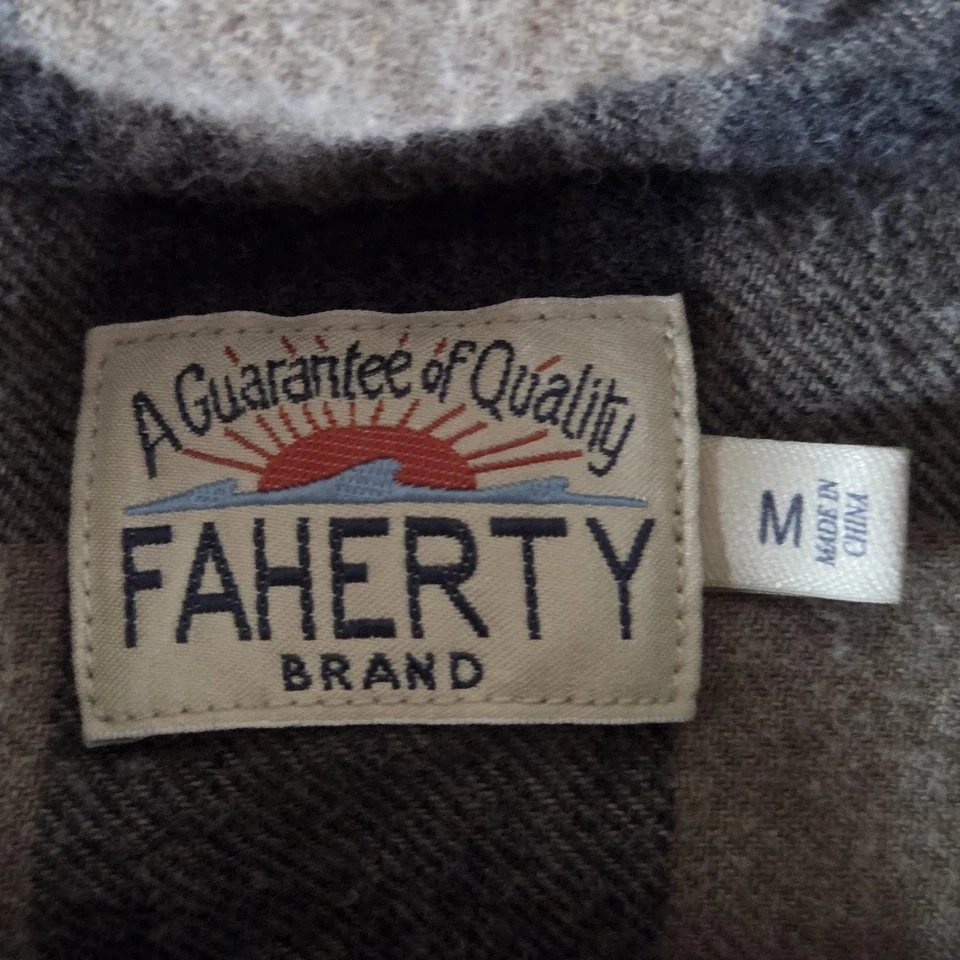 A Guarantee of Quality
FAHERTY
BRAND
M
MADE IN
CHINA